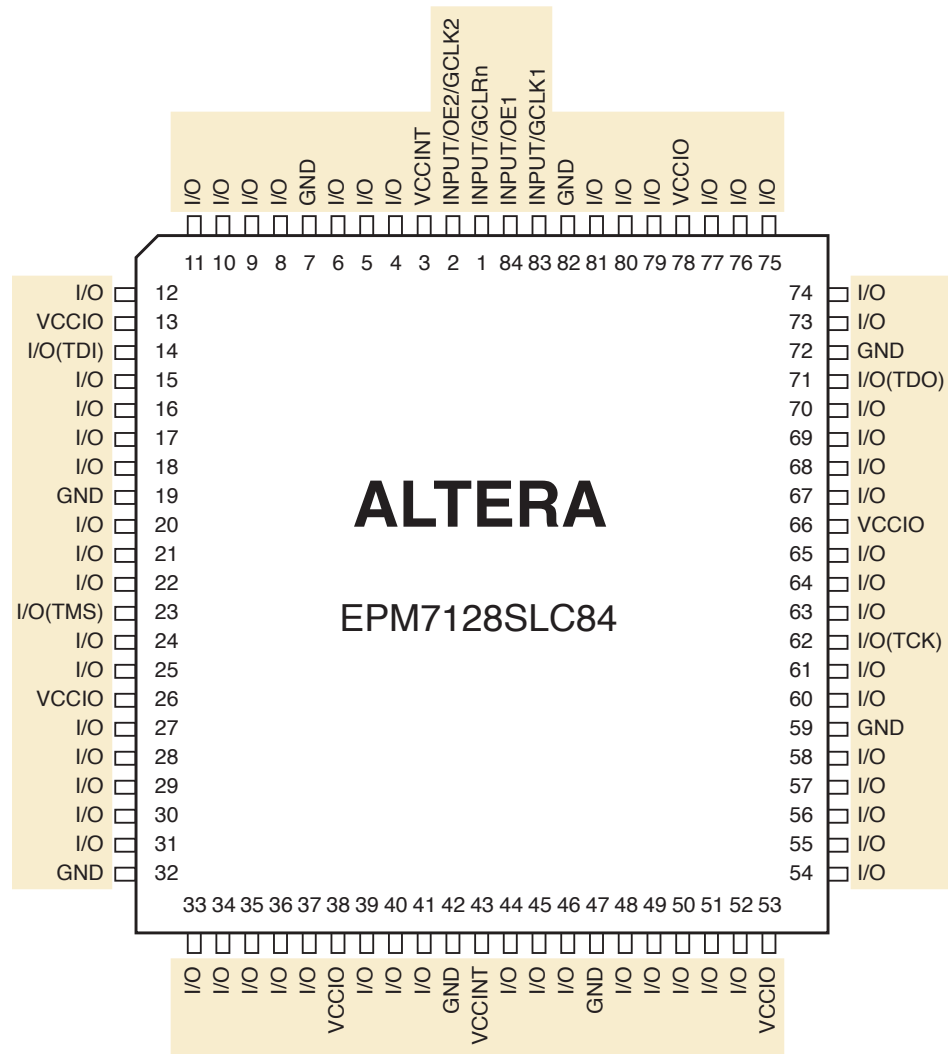 I/O I/O I/O I/O GND I/O I/O I/O VCCINT INPUT/OE2/GCLK2 INPUT/GCLRn INPUT/OE1 INPUT/GCLK1 GND I/O I/O I/O VCCIO I/O I/O I/O
11 10 9 8 7 6 5 4 3 2 1 84 83 82 81 80 79 78 77 76 75
I/O 12 74 I/O
VCCIO 13 73 I/O
I/O(TDI) 14 72 GND
I/O 15 71 I/O(TDO)
I/O 16 70 I/O
I/O 17 69 I/O
I/O 18 68 I/O
GND 19 67 I/O
I/O 20 66 VCCIO
I/O 21 65 I/O
I/O 22 64 I/O
I/O(TMS) 23 63 I/O
I/O 24 62 I/O(TCK)
I/O 25 61 I/O
VCCIO 26 60 I/O
I/O 27 59 GND
I/O 28 58 I/O
I/O 29 57 I/O
I/O 30 56 I/O
I/O 31 55 I/O
GND 32 54 I/O
ALTERA
EPM7128SLC84
33 34 35 36 37 38 39 40 41 42 43 44 45 46 47 48 49 50 51 52 53
I/O I/O I/O I/O I/O VCCIO I/O I/O I/O GND VCCINT I/O I/O I/O GND I/O I/O I/O I/O I/O VCCIO